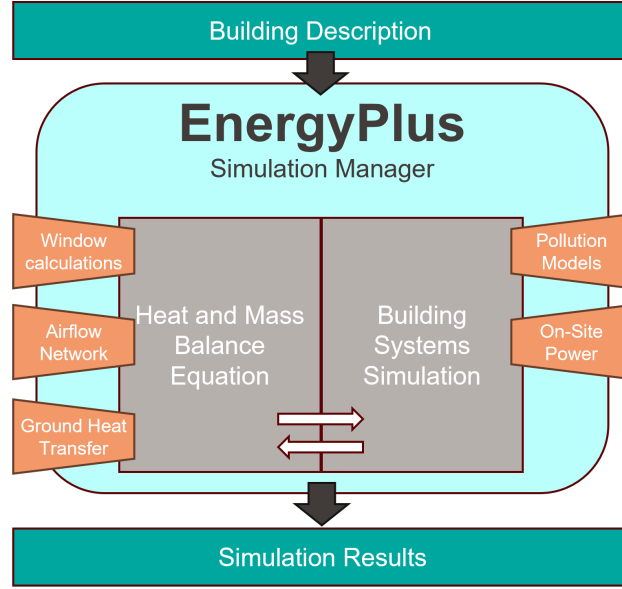 Building Description
EnergyPlus
Simulation Manager
Window
calculations
Airflow
Network
Ground Heat
Transfer
Heat and Mass
Balance
Equation
Building
Systems
Simulation
Pollution
Models
On-Site
Power
Simulation Results